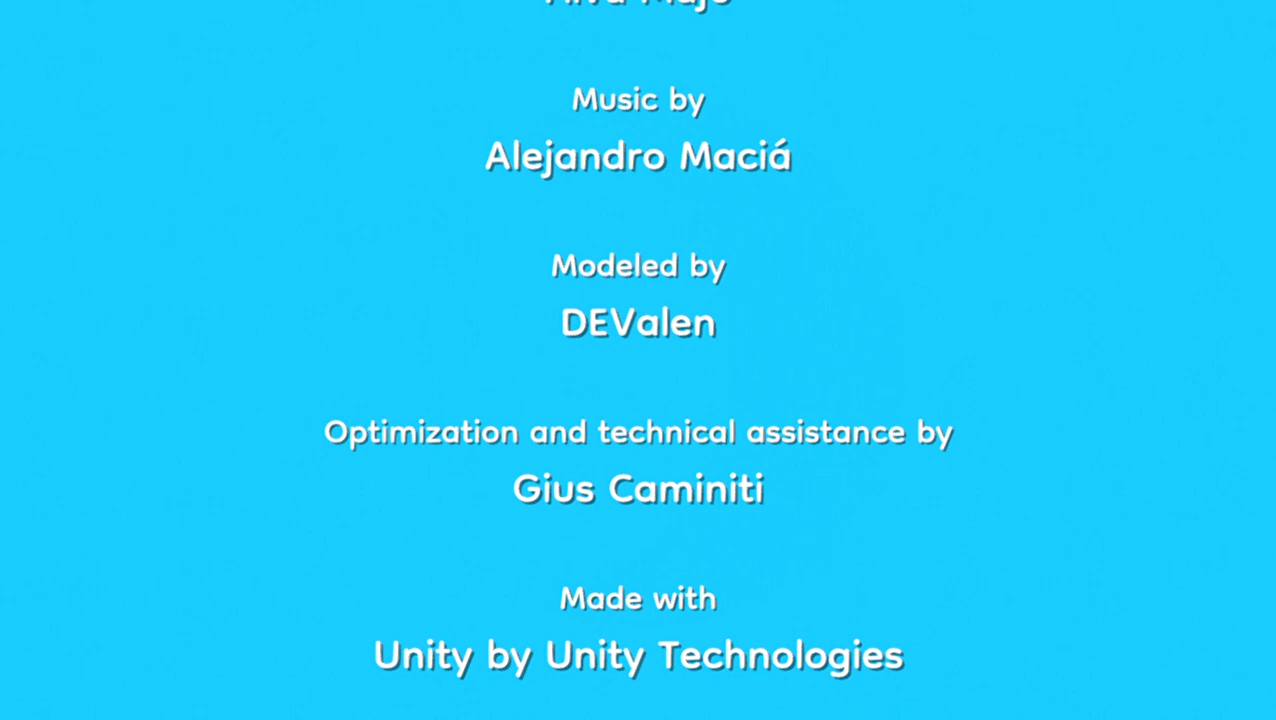 Music by
Alejandro Maciá
Modeled by
DEValen
Optimization and technical assistance by
Gius Caminiti
Made with
Unity by Unity Technologies